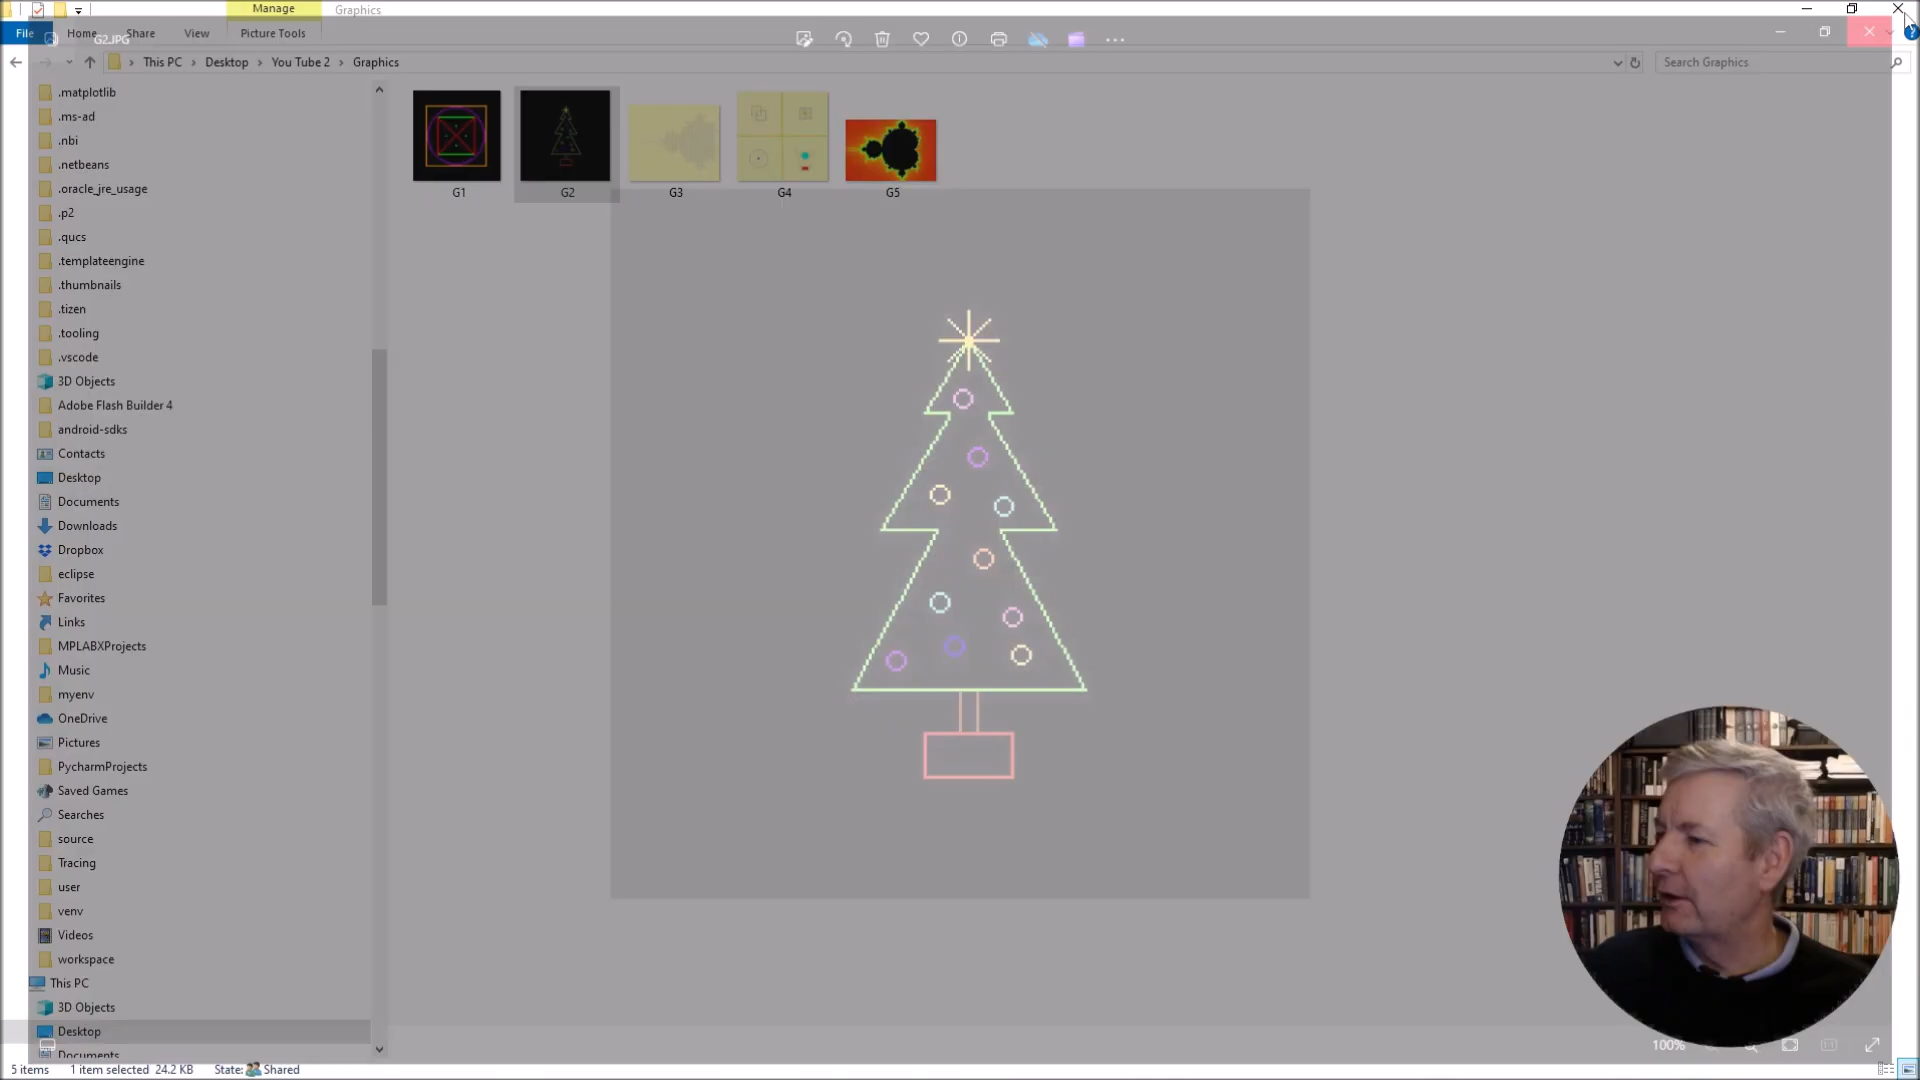 Manage
Graphics
File
Home
Share
View
Picture Tools
G2.JPG
This PC
Desktop
You Tube 2
Graphics
Search Graphics
.matplotlib
.ms-ad
.nbi
.netbeans
.oracle_jre_usage
.p2
.qucs
.templateengine
.thumbnails
.tizen
.tooling
.vscode
3D Objects
Adobe Flash Builder 4
android-sdks
Contacts
Desktop
Documents
Downloads
Dropbox
eclipse
Favorites
Links
MPLABXProjects
Music
myenv
OneDrive
Pictures
PycharmProjects
Saved Games
Searches
source
Tracing
user
venv
Videos
workspace
This PC
3D Objects
Desktop
Documents
G1
G2
G3
G4
G5
100%
5 items
1 item selected 24.2 KB
State: Shared